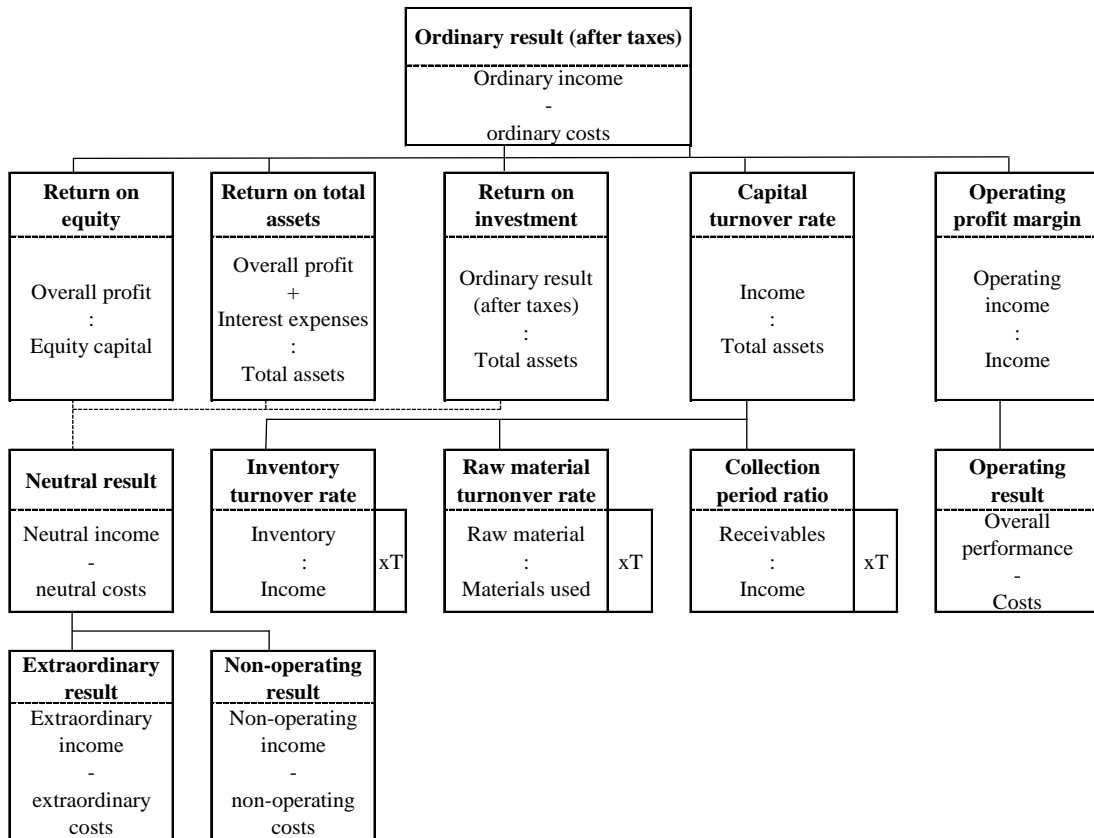 Ordinary result (after taxes)
Ordinary income
-
ordinary costs
Return on
equity
Overall profit
:
Equity capital
Return on total
assets
Overall profit
+
Interest expenses
:
Total assets
Return on
investment
Ordinary result
(after taxes)
:
Total assets
Capital
turnover rate
Income
:
Total assets
Operating
profit margin
Operating
income
:
Income
Neutral result
Neutral income
-
neutral costs
Inventory
turnover rate
Inventory
:
Income
xT
Raw material
turnonver rate
Raw material
:
Materials used
xT
Collection
period ratio
Receivables
:
Income
xT
Operating
result
Overall
performance
-
Costs
Extraordinary
result
Extraordinary
income
-
extraordinary
costs
Non-operating
result
Non-operating
income
-
non-operating
costs